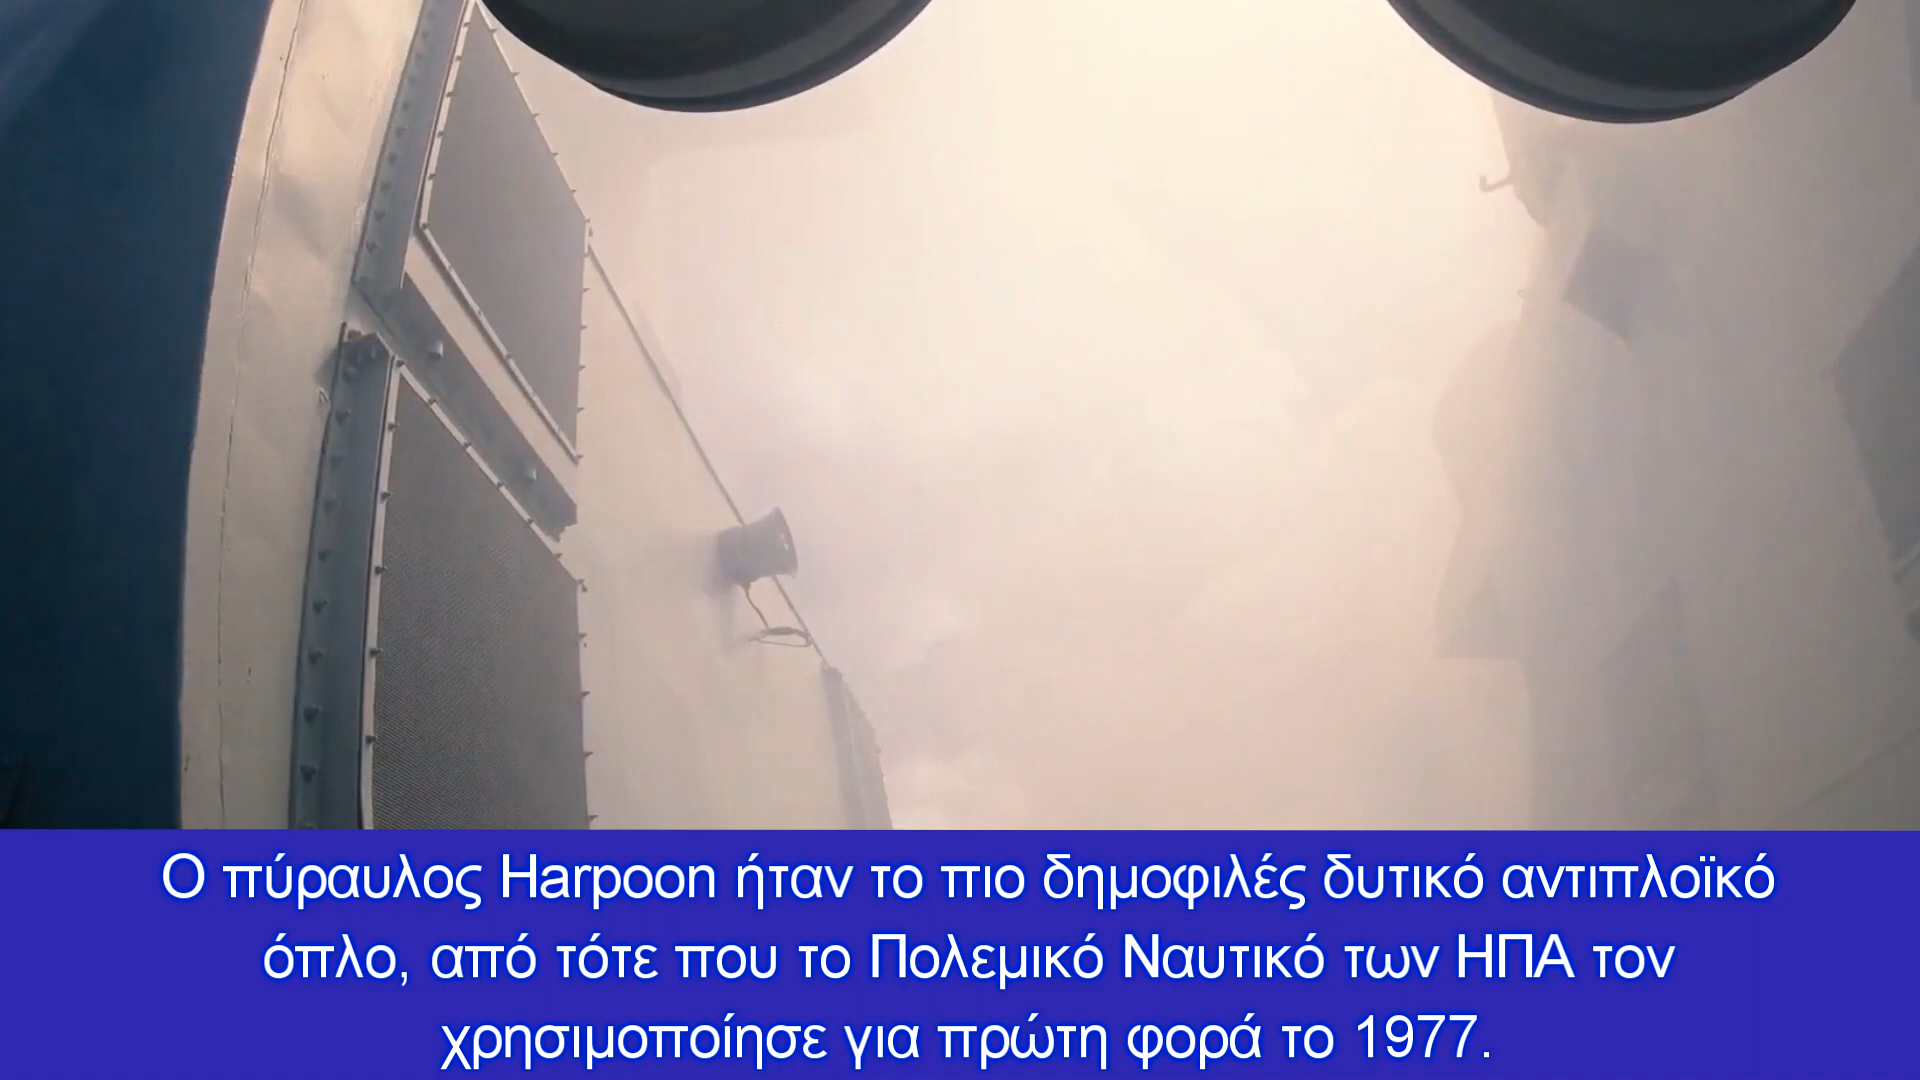 Ο πύραυλος Harpoon ήταν το πιο δημοφιλές δυτικό αντιπλοϊκό
όπλο, από τότε που το Πολεμικό Ναυτικό των ΗΠΑ τον
χρησιμοποίησε για πρώτη φορά το 1977.